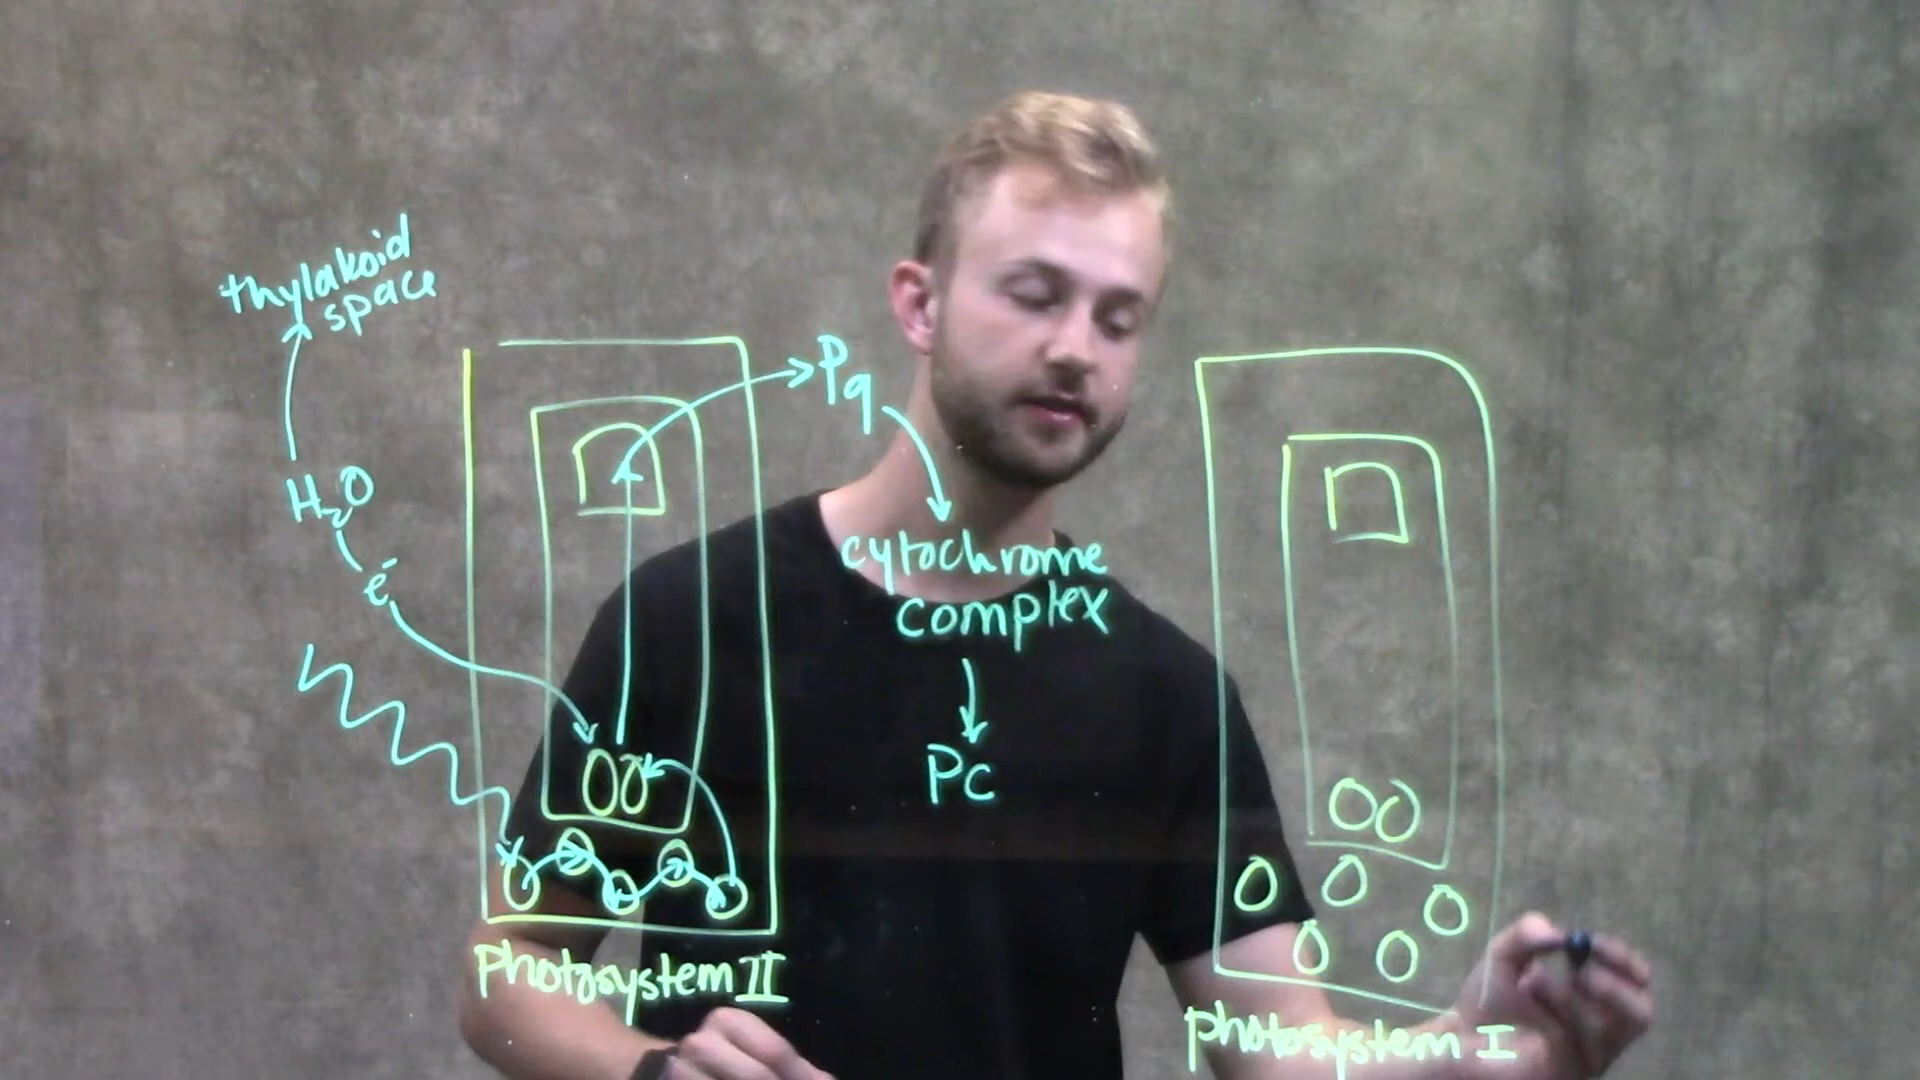 thylakoid
space
H2O
e-
Pq
cytochrome
complex
Pc
photosystem II
photosystem I